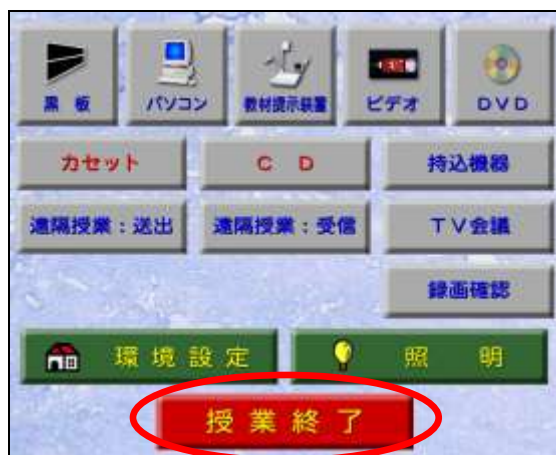 黒 板 パソコン 教材提示装置 ビデオ DVD
カセット C D 持込機器
遠隔授業：送出 遠隔授業：受信 TV会議
録画確認
環 境 設 定 照 明
授 業 終 了